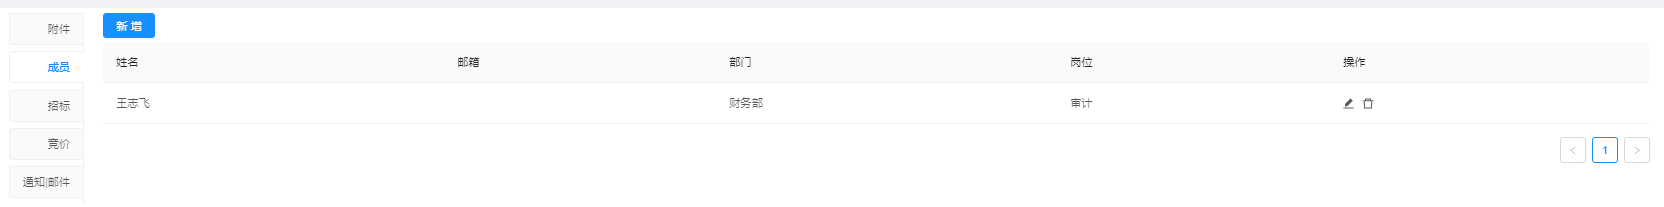 附件
成员
招标
竞价
通知|邮件
新 增
姓名 邮箱 部门 岗位 操作
王志飞 财务部 审计
< 1 >